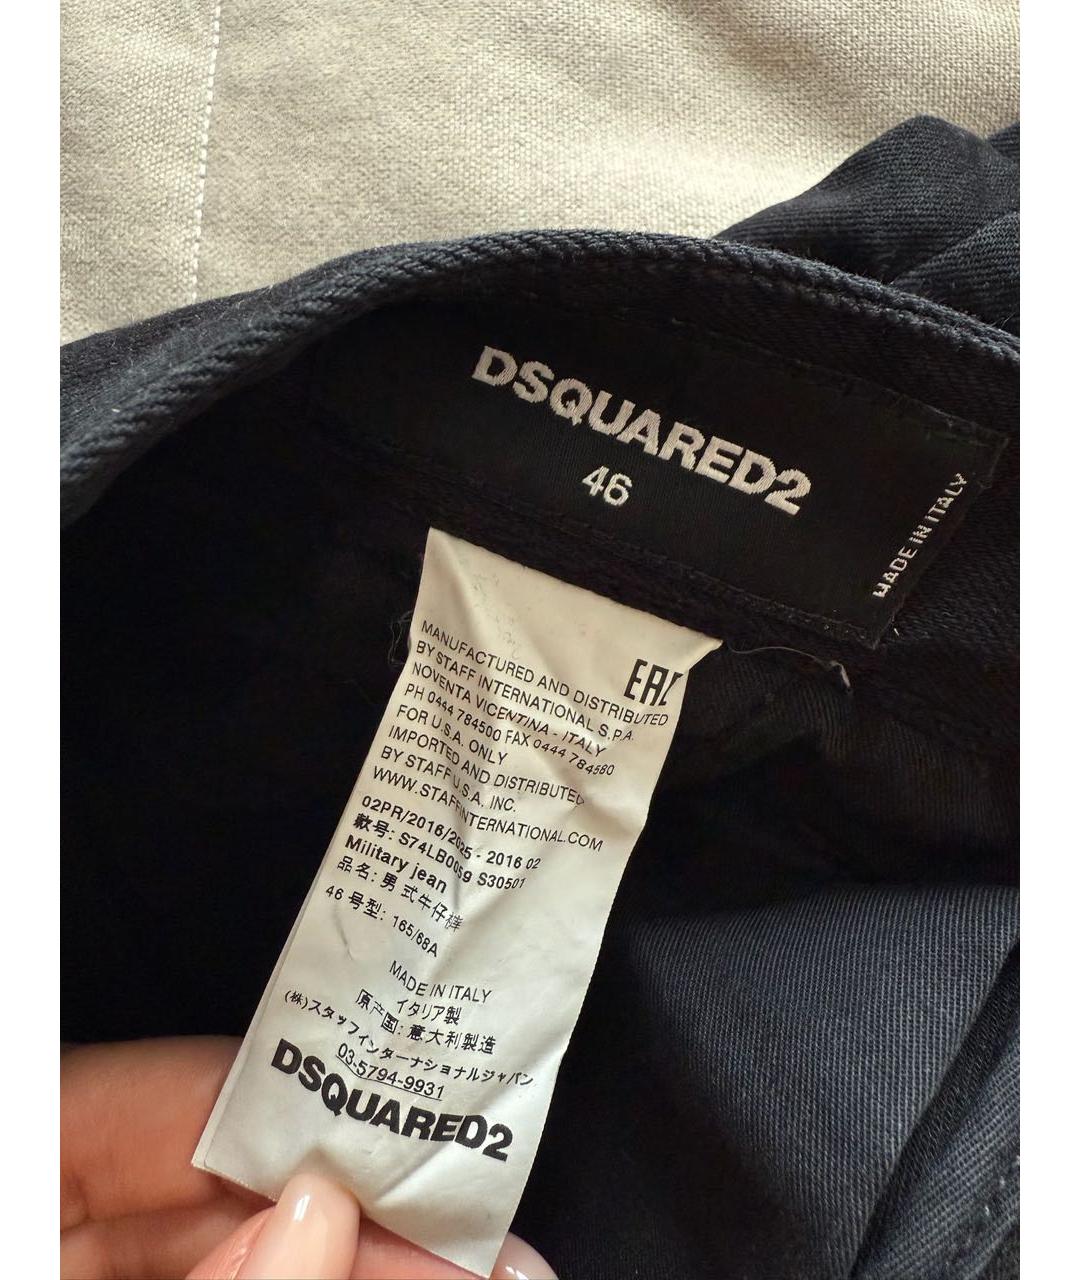 DSQUARED2
46
MADE IN ITALY
EAC
MANUFACTURED AND DISTRIBUTED
BY STAFF INTERNATIONAL S.P.A.
NOVENTA VICENTINA - ITALY
PH 0444 784500 FAX 0444 784580
FOR U.S.A. ONLY
IMPORTED AND DISTRIBUTED
BY STAFF U.S.A. INC.
WWW.STAFFINTERNATIONAL.COM
02PR/2016/2025 - 2016 02
款号: S74LB0059 S30501
Military jean
品名: 男式牛仔裤
46 号型: 165/68A
MADE IN ITALY
イタリア製
原产国: 意大利製造
(株)スタッフインターナショナルジャパン
03-5794-9931
DSQUARED2